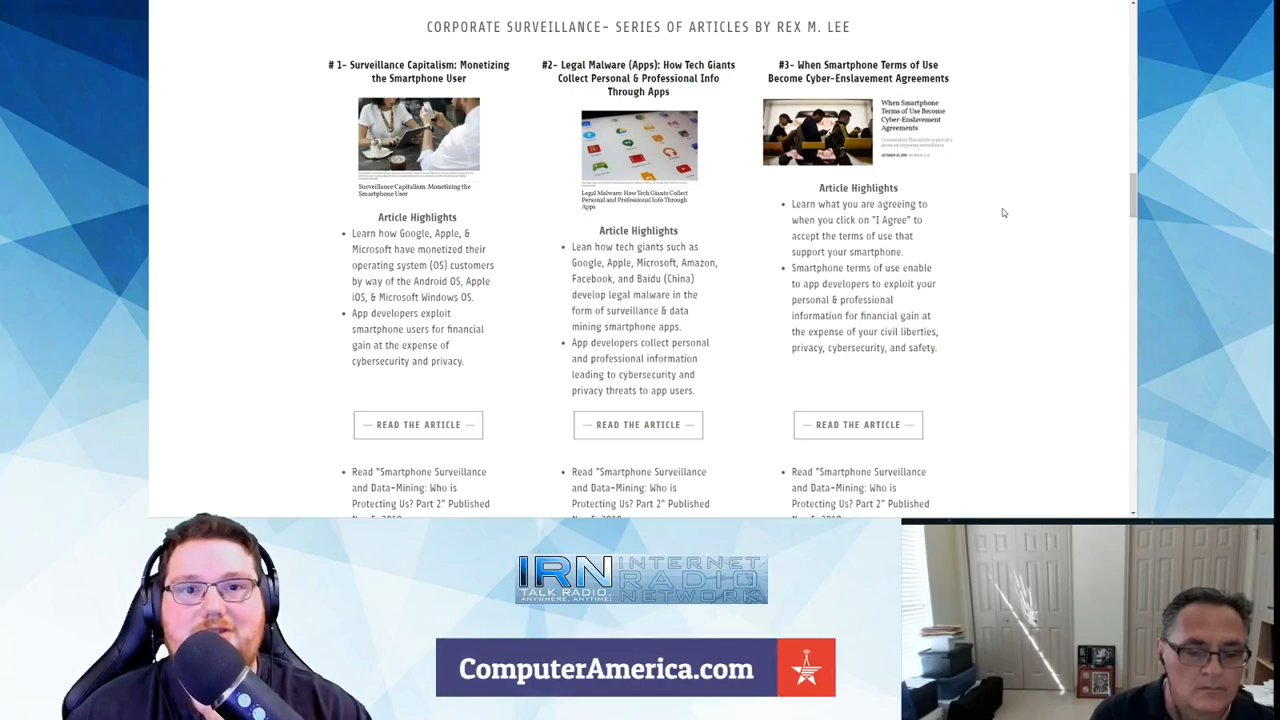 CORPORATE SURVEILLANCE- SERIES OF ARTICLES BY REX M. LEE
# 1- Surveillance Capitalism: Monetizing
the Smartphone User
Surveillance Capitalism: Monetizing the
Smartphone User
Article Highlights
• Learn how Google, Apple, &
Microsoft have monetized their
operating system (OS) customers
by way of the Android OS, Apple
iOS, & Microsoft Windows OS.
• App developers exploit
smartphone users for financial
gain at the expense of
cybersecurity and privacy.
— READ THE ARTICLE —
• Read "Smartphone Surveillance
and Data-Mining: Who is
Protecting Us? Part 2" Published
#2- Legal Malware (Apps): How Tech Giants
Collect Personal & Professional Info
Through Apps
Legal Malware: How Tech Giants Collect
Personal and Professional Info Through
Apps
Article Highlights
• Lean how tech giants such as
Google, Apple, Microsoft, Amazon,
Facebook, and Baidu (China)
develop legal malware in the
form of surveillance & data
mining smartphone apps.
• App developers collect personal
and professional information
leading to cybersecurity and
privacy threats to app users.
— READ THE ARTICLE —
• Read "Smartphone Surveillance
and Data-Mining: Who is
Protecting Us? Part 2" Published
#3- When Smartphone Terms of Use
Become Cyber-Enslavement Agreements
When Smartphone
Terms of Use Become
Cyber-Enslavement
Agreements
Article Highlights
• Learn what you are agreeing to
when you click on "I Agree" to
accept the terms of use that
support your smartphone.
• Smartphone terms of use enable
to app developers to exploit your
personal & professional
information for financial gain at
the expense of your civil liberties,
privacy, cybersecurity, and safety.
— READ THE ARTICLE —
• Read "Smartphone Surveillance
and Data-Mining: Who is
Protecting Us? Part 2" Published
IRN INTERNET
RADIO
NETWORK
TALK RADIO.
ANYWHERE. ANYTIME.
ComputerAmerica.com